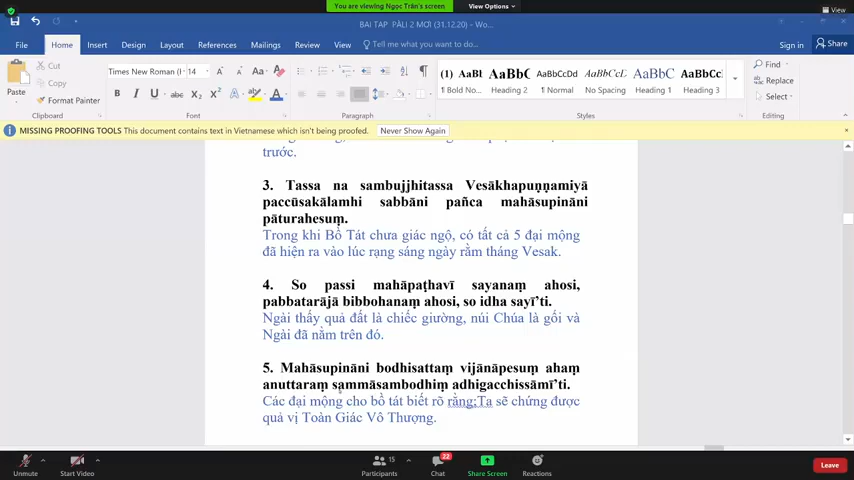 You are viewing Ngọc Trân's screen
View Options
View
BAI TAP PĀLI 2 MƠI (31.12.20) - Wo...
File Home Insert Design Layout References Mailings Review View Tell me what you want to do... Sign in Share
Paste
Cut
Copy
Format Painter
Clipboard
Times New Roman (H 14
Aa
B I U abc X₂ X² A A
Font
Paragraph
(1) AaBl AaBbC AaBbCcDd AaBbCcL AaBbC AaBbCc
¶ Bold No... Heading 2 ¶ Normal No Spacing Heading 1 Heading 3
Styles
Find
Replace
Select
Editing
MISSING PROOFING TOOLS This document contains text in Vietnamese which isn't being proofed. Never Show Again
trước.
3. Tassa na sambujjhitassa Vesākhapuṇṇamiyā
paccūsakālamhi sabbāni pañca mahāsupināni
pāturahesuṃ.
Trong khi Bồ Tát chưa giác ngộ, có tất cả 5 đại mộng
đã hiện ra vào lúc rạng sáng ngày rằm tháng Vesak.
4. So passi mahāpaṭhavī sayanaṃ ahosi,
pabbatarājā bibbohanaṃ ahosi, so idha sayī'ti.
Ngài thấy quả đất là chiếc giường, núi Chúa là gối và
Ngài đã nằm trên đó.
5. Mahāsupināni bodhisattaṃ vijānāpesuṃ ahaṃ
anuttaraṃ sammāsambodhiṃ adhigacchissāmī'ti.
Các đại mộng cho bồ tát biết rõ rằng;Ta sẽ chứng được
quả vị Toàn Giác Vô Thượng.
Unmute
Start Video
15
Participants
22
Chat
Share Screen
Reactions
Leave